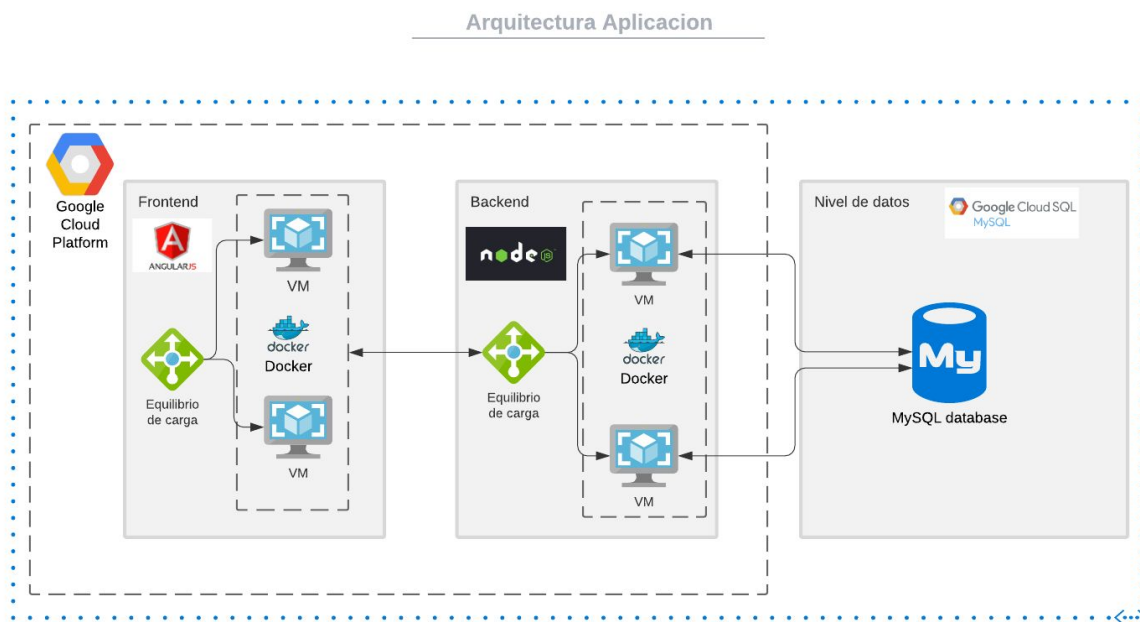 Arquitectura Aplicacion
Google
Cloud
Platform
Frontend
ANGULARJS
VM
docker
Docker
Equilibrio
de carga
VM
Backend
node
JS
VM
docker
Docker
Equilibrio
de carga
VM
Nivel de datos
Google Cloud SQL
MySQL
My
MySQL database